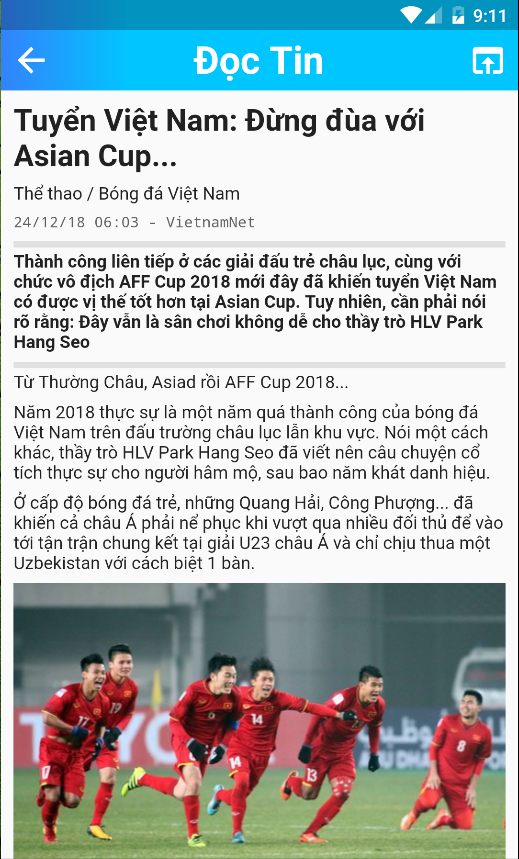 9:11
Đọc Tin
Tuyển Việt Nam: Đừng đùa với
Asian Cup...
Thể thao / Bóng đá Việt Nam
24/12/18 06:03 - VietnamNet
Thành công liên tiếp ở các giải đấu trẻ châu lục, cùng với
chức vô địch AFF Cup 2018 mới đây đã khiến tuyển Việt Nam
có được vị thế tốt hơn tại Asian Cup. Tuy nhiên, cần phải nói
rõ rằng: Đây vẫn là sân chơi không dễ cho thầy trò HLV Park
Hang Seo
Từ Thường Châu, Asiad rồi AFF Cup 2018...
Năm 2018 thực sự là một năm quá thành công của bóng đá
Việt Nam trên đấu trường châu lục lẫn khu vực. Nói một cách
khác, thầy trò HLV Park Hang Seo đã viết nên câu chuyện cổ
tích thực sự cho người hâm mộ, sau bao năm khát danh hiệu.
Ở cấp độ bóng đá trẻ, những Quang Hải, Công Phượng... đã
khiến cả châu Á phải nể phục khi vượt qua nhiều đối thủ để vào
tới tận trận chung kết tại giải U23 châu Á và chỉ chịu thua một
Uzbekistan với cách biệt 1 bàn.
17
19
6
14
13
8
17
14
13